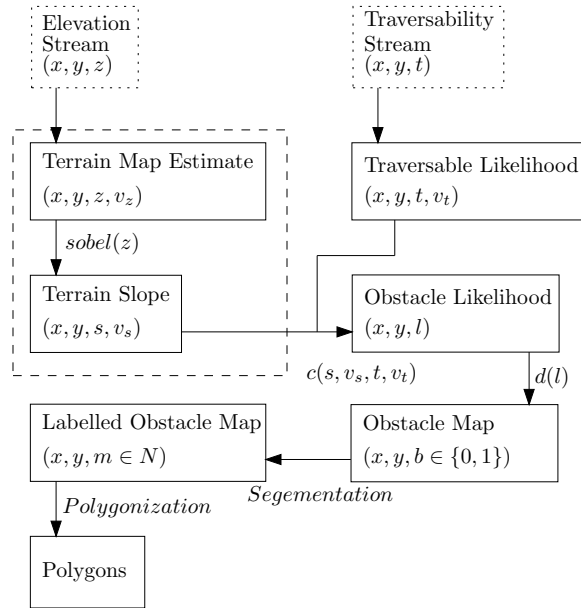 Elevation
Stream
(x, y, z)
Traversability
Stream
(x, y, t)
Terrain Map Estimate
(x, y, z, v_z)
Traversable Likelihood
(x, y, t, v_t)
sobel(z)
Terrain Slope
(x, y, s, v_s)
Obstacle Likelihood
(x, y, l)
c(s, v_s, t, v_t)
d(l)
Labelled Obstacle Map
(x, y, m ∈ N)
Obstacle Map
(x, y, b ∈ {0, 1})
Segementation
Polygonization
Polygons